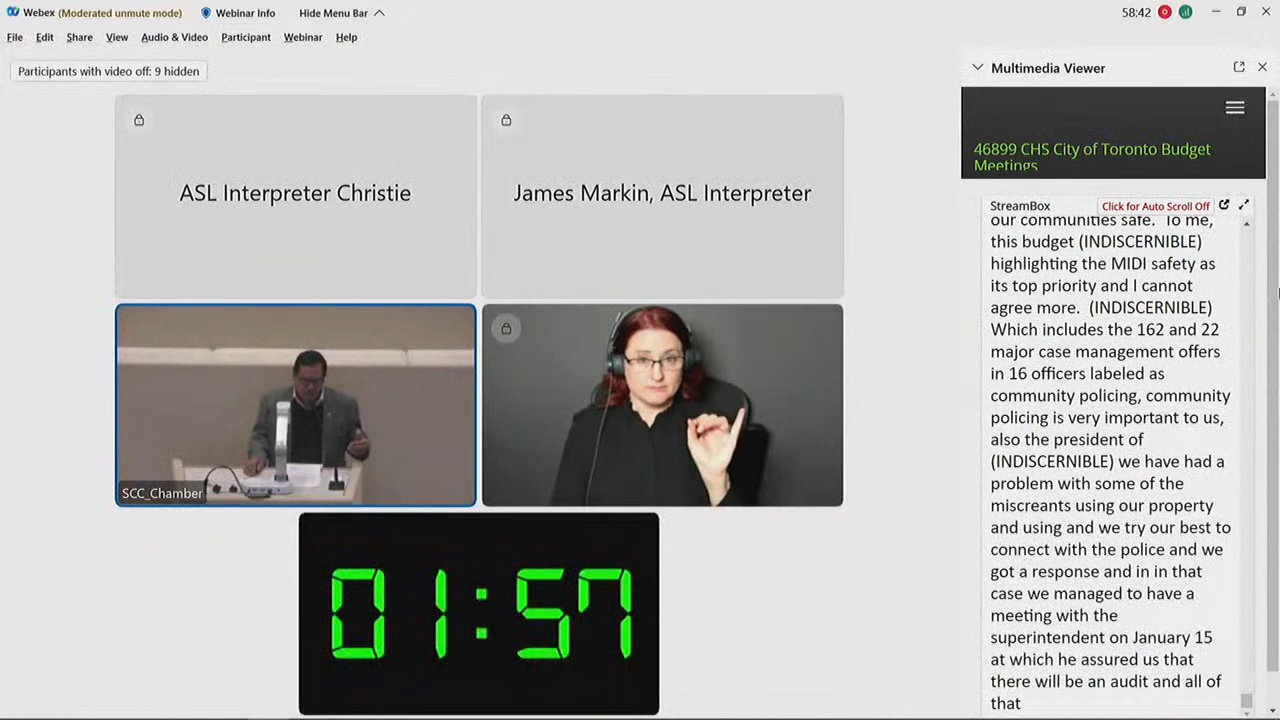 Webex (Moderated unmute mode) Webinar Info Hide Menu Bar 58:42
File Edit Share View Audio & Video Participant Webinar Help
Participants with video off: 9 hidden
Multimedia Viewer
ASL Interpreter Christie
James Markin, ASL Interpreter
SCC_Chamber
01:57
46899 CHS City of Toronto Budget
Meetings
StreamBox Click for Auto Scroll Off
our communities safe. To me,
this budget (INDISCERNIBLE)
highlighting the MIDI safety as
its top priority and I cannot
agree more. (INDISCERNIBLE)
Which includes the 162 and 22
major case management offers
in 16 officers labeled as
community policing, community
policing is very important to us,
also the president of
(INDISCERNIBLE) we have had a
problem with some of the
miscreants using our property
and using and we try our best to
connect with the police and we
got a response and in in that
case we managed to have a
meeting with the
superintendent on January 15
at which he assured us that
there will be an audit and all of
that